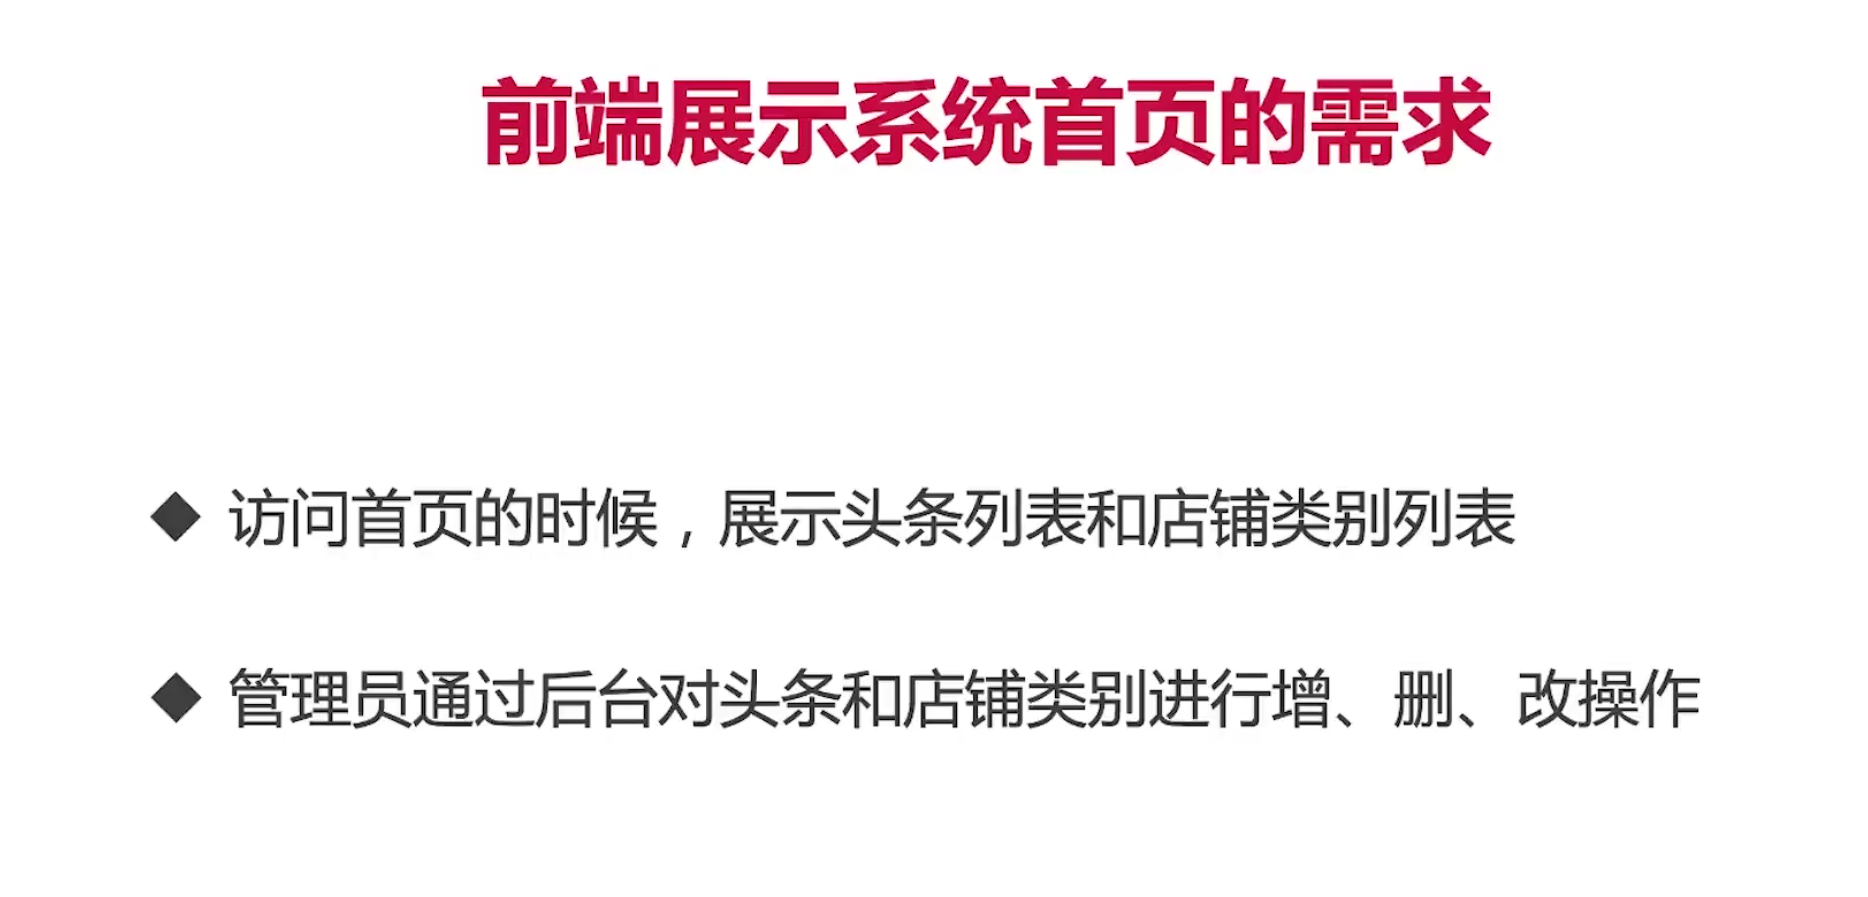 前端展示系统首页的需求
◆ 访问首页的时候，展示头条列表和店铺类别列表
◆ 管理员通过后台对头条和店铺类别进行增、删、改操作